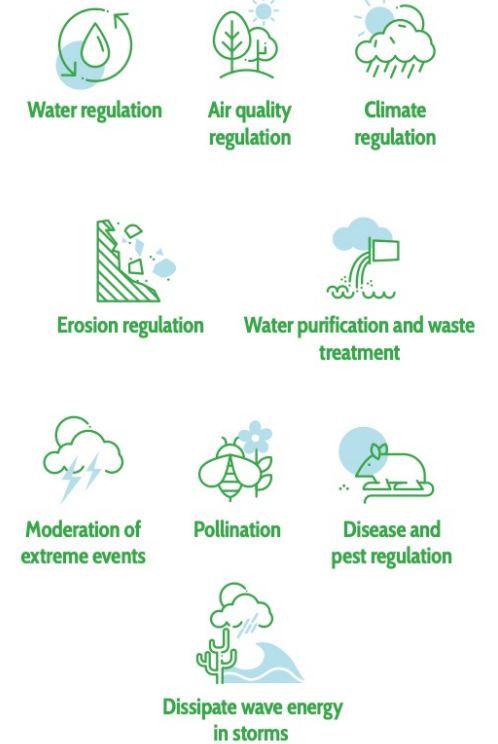 Water regulation
Air quality
regulation
Climate
regulation
Erosion regulation
Water purification and waste
treatment
Moderation of
extreme events
Pollination
Disease and
pest regulation
Dissipate wave energy
in storms